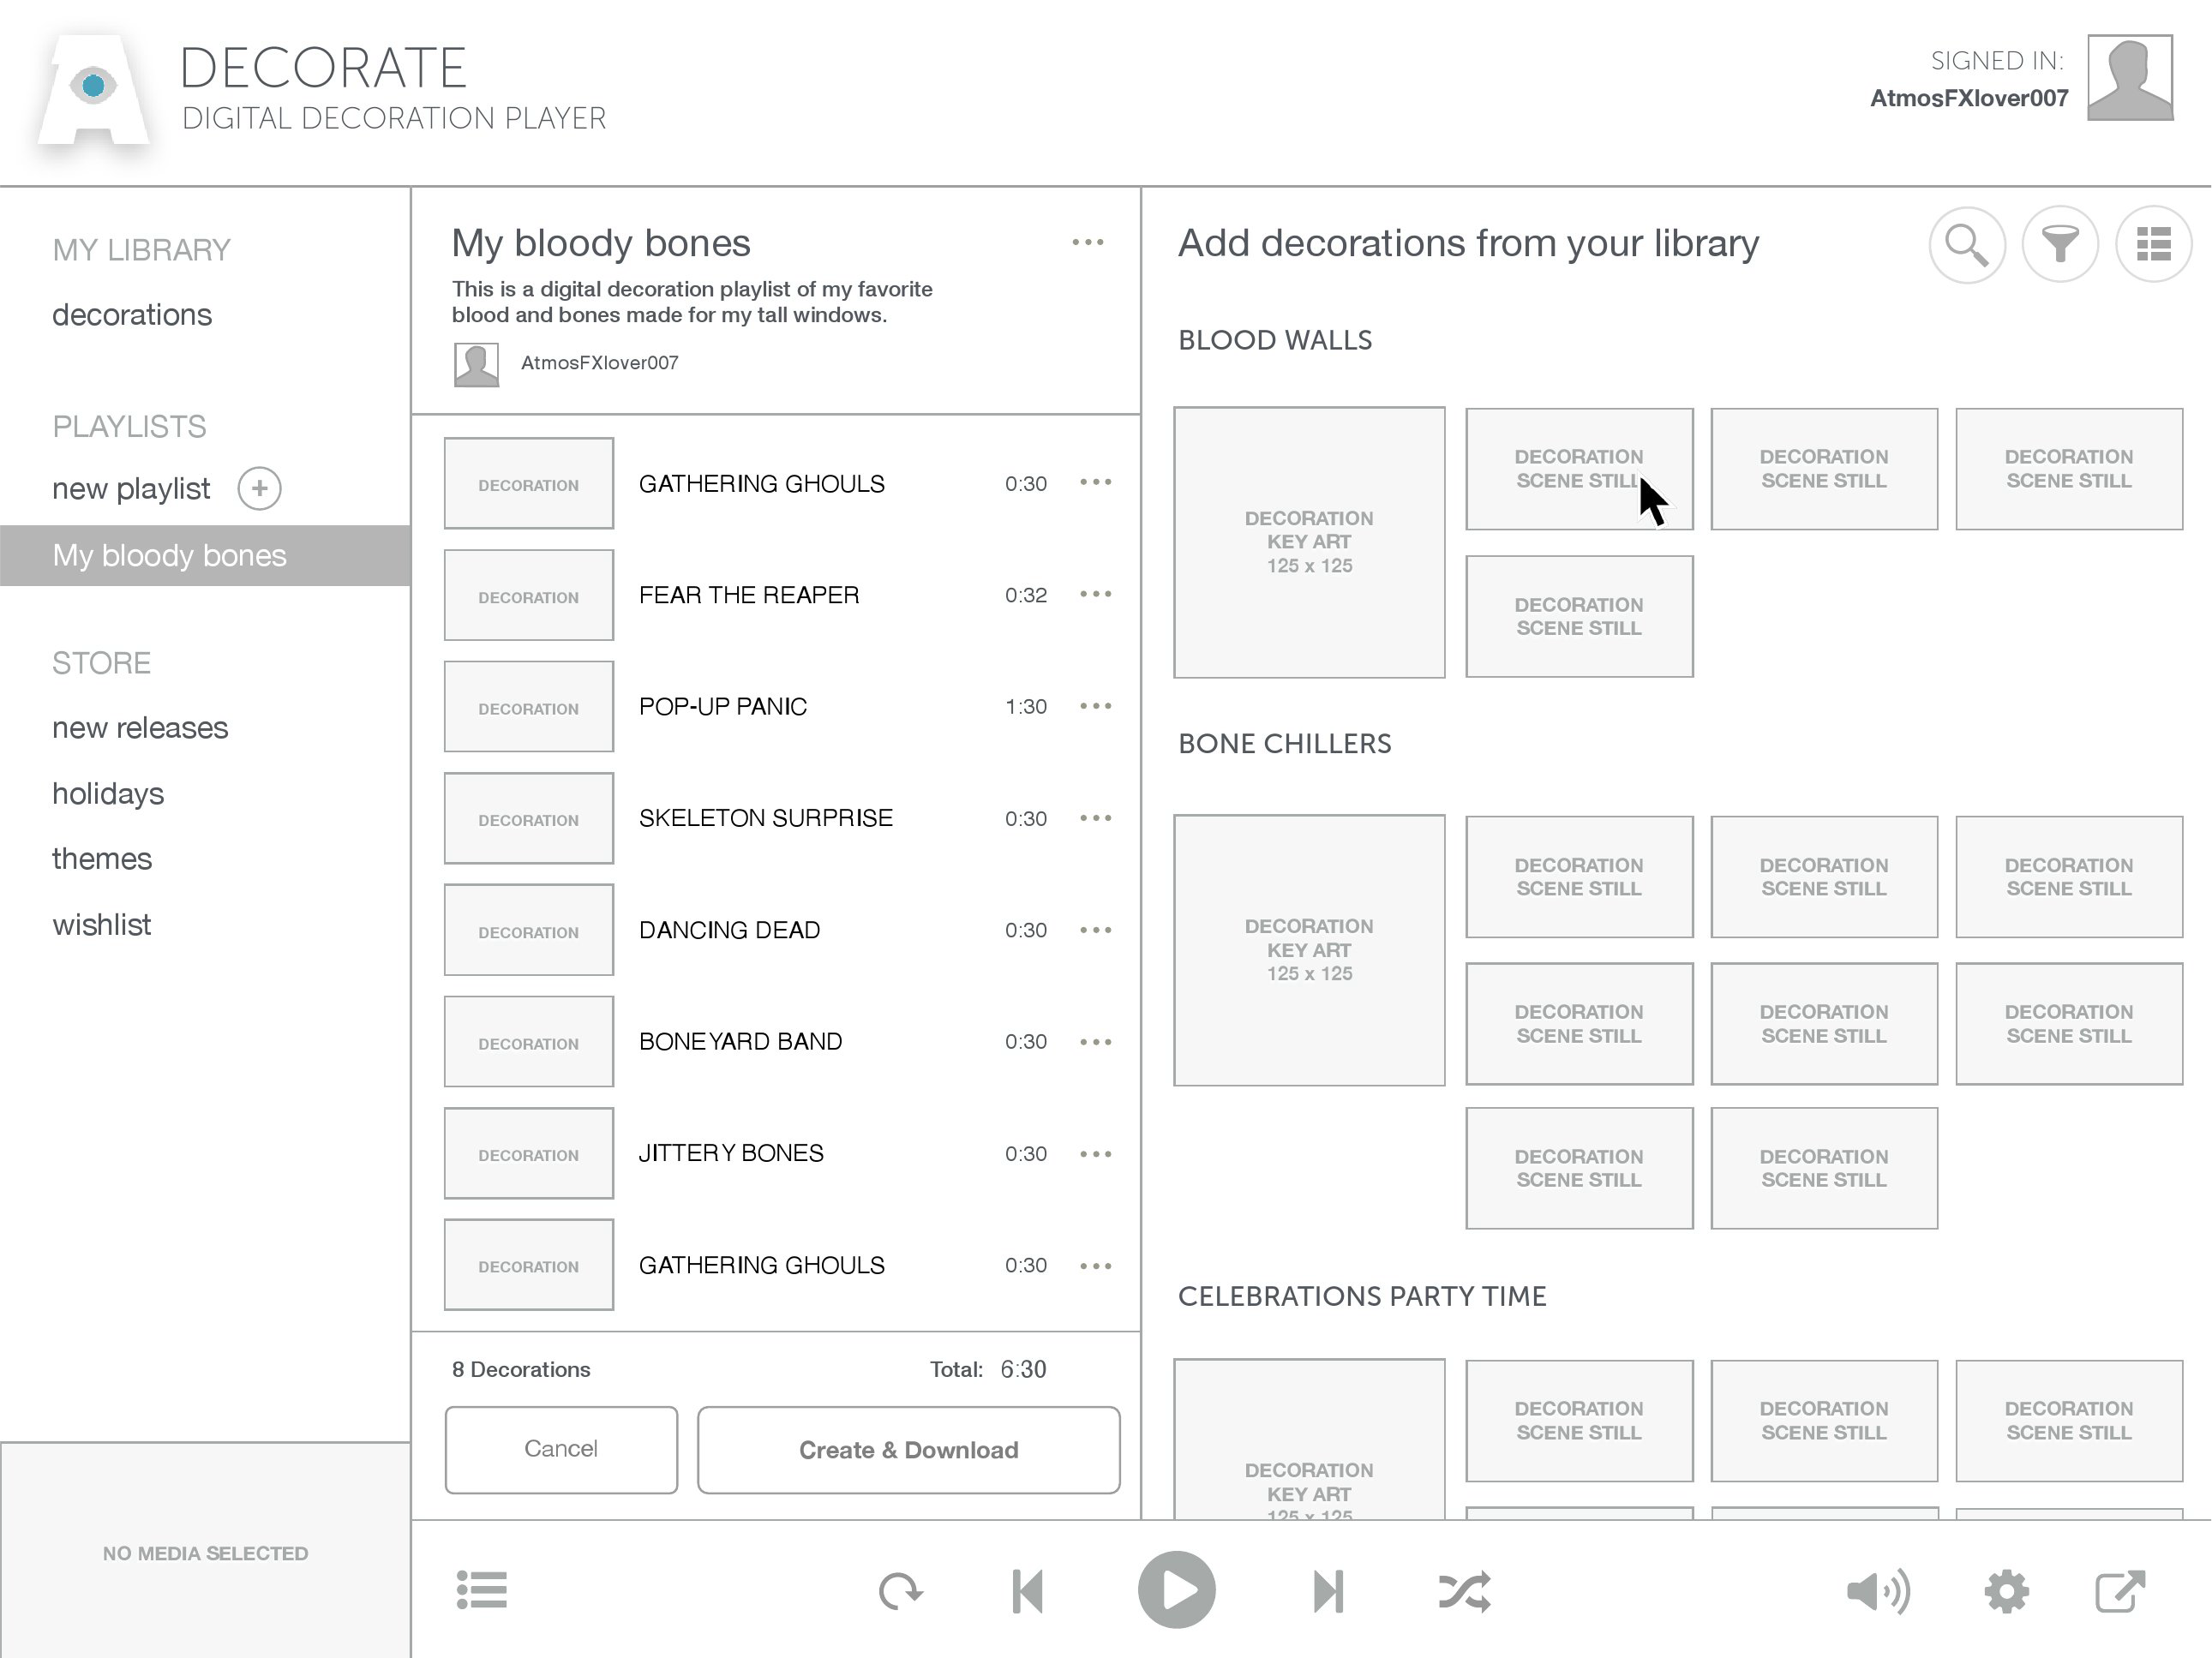 DECORATE
DIGITAL DECORATION PLAYER
SIGNED IN:
AtmosFXlover007
MY LIBRARY
decorations
PLAYLISTS
new playlist
My bloody bones
STORE
new releases
holidays
themes
wishlist
NO MEDIA SELECTED
My bloody bones
This is a digital decoration playlist of my favorite
blood and bones made for my tall windows.
AtmosFXlover007
DECORATION GATHERING GHOULS 0:30
DECORATION FEAR THE REAPER 0:32
DECORATION POP-UP PANIC 1:30
DECORATION SKELETON SURPRISE 0:30
DECORATION DANCING DEAD 0:30
DECORATION BONEYARD BAND 0:30
DECORATION JITTERY BONES 0:30
DECORATION GATHERING GHOULS 0:30
8 Decorations Total: 6:30
Cancel
Create & Download
Add decorations from your library
BLOOD WALLS
DECORATION
KEY ART
125 x 125
DECORATION
SCENE STILL
DECORATION
SCENE STILL
DECORATION
SCENE STILL
DECORATION
SCENE STILL
BONE CHILLERS
DECORATION
KEY ART
125 x 125
DECORATION
SCENE STILL
DECORATION
SCENE STILL
DECORATION
SCENE STILL
DECORATION
SCENE STILL
DECORATION
SCENE STILL
DECORATION
SCENE STILL
DECORATION
SCENE STILL
DECORATION
SCENE STILL
CELEBRATIONS PARTY TIME
DECORATION
KEY ART
125 x 125
DECORATION
SCENE STILL
DECORATION
SCENE STILL
DECORATION
SCENE STILL